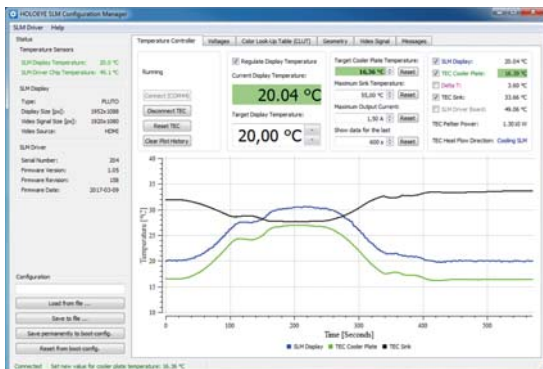 HOLOEYE SLM Configuration Manager
SLM Driver Help
Status
Temperature Sensors
SLM Display Temperature: 20.0 °C
SLM Driver Chip Temperature: 46.1 °C
SLM Display
Type: PLUTO
Display Size [px]: 1952x1088
Video Signal Size [px]: 1920x1080
Video Source: HDMI
SLM Driver
Serial Number: 204
Firmware Version: 1.05
Firmware Revision: 158
Firmware Date: 2017-03-09
Configuration
Load from file ...
Save to file ...
Save permanently to boot-config.
Reset from boot-config.
Temperature Controller Voltages Color Look-Up Table (CLUT) Geometry Video Signal Messages
Running
Connect (COMM4)
Disconnect TEC
Reset TEC
Clear Plot History
Regulate Display Temperature
Current Display Temperature:
20.04 °C
Target Display Temperature:
20,00 °C
Target Cooler Plate Temperature:
16,36 °C Reset
Maximum Sink Temperature:
55,00 °C Reset
Maximum Output Current:
1,50 A Reset
Show data for the last
600 s Reset
SLM Display: 20.04 °C
TEC Cooler Plate: 16.39 °C
Delta T: 3.60 °C
TEC Sink: 33.66 °C
SLM Driver Board: 46.06 °C
TEC Peltier Power: 1.3010 W
TEC Heat Flow Direction: Cooling SLM
Temperature [°C]
40
35
30
25
20
15
10
0 100 200 300 400 500
Time [Seconds]
SLM Display TEC Cooler Plate TEC Sink
Connected Set new value for cooler plate temperature: 16.36 °C